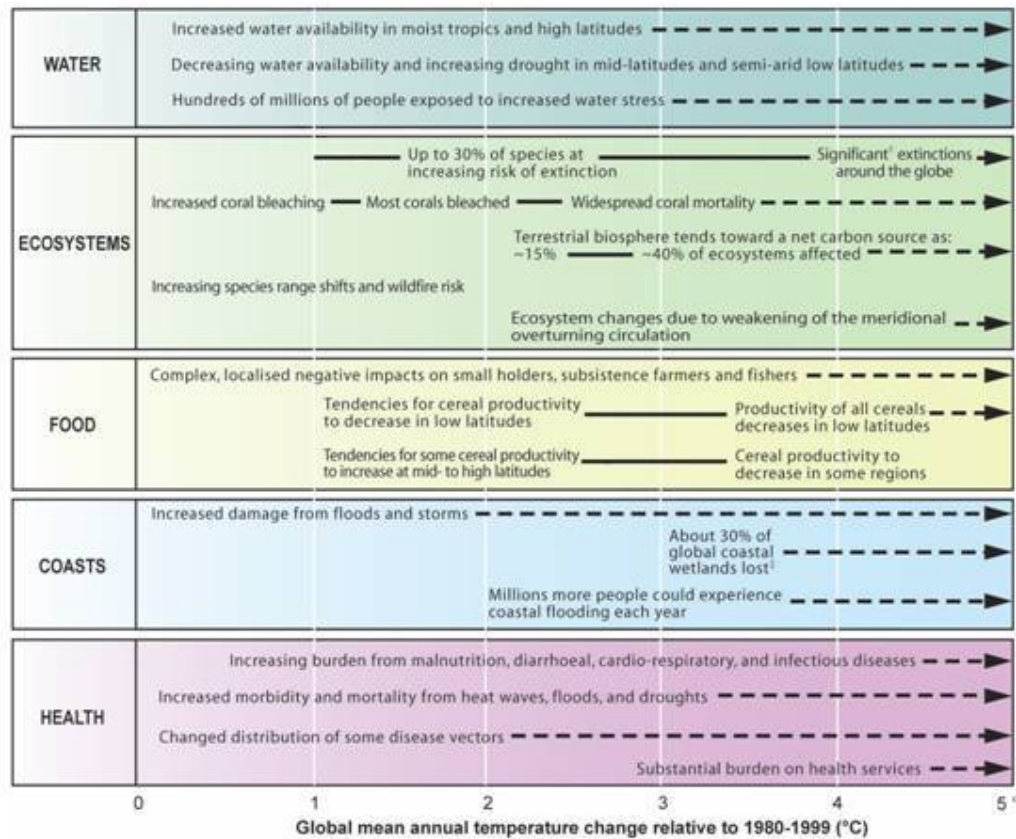 WATER
Increased water availability in moist tropics and high latitudes
Decreasing water availability and increasing drought in mid-latitudes and semi-arid low latitudes
Hundreds of millions of people exposed to increased water stress
ECOSYSTEMS
Up to 30% of species at
increasing risk of extinction
Significant† extinctions
around the globe
Increased coral bleaching
Most corals bleached
Widespread coral mortality
Terrestrial biosphere tends toward a net carbon source as:
~15%
~40% of ecosystems affected
Increasing species range shifts and wildfire risk
Ecosystem changes due to weakening of the meridional
overturning circulation
FOOD
Complex, localised negative impacts on small holders, subsistence farmers and fishers
Tendencies for cereal productivity
to decrease in low latitudes
Productivity of all cereals
decreases in low latitudes
Tendencies for some cereal productivity
to increase at mid- to high latitudes
Cereal productivity to
decrease in some regions
COASTS
Increased damage from floods and storms
About 30% of
global coastal
wetlands lost‡
Millions more people could experience
coastal flooding each year
HEALTH
Increasing burden from malnutrition, diarrhoeal, cardio-respiratory, and infectious diseases
Increased morbidity and mortality from heat waves, floods, and droughts
Changed distribution of some disease vectors
Substantial burden on health services
0 1 2 3 4 5 °
Global mean annual temperature change relative to 1980-1999 (°C)